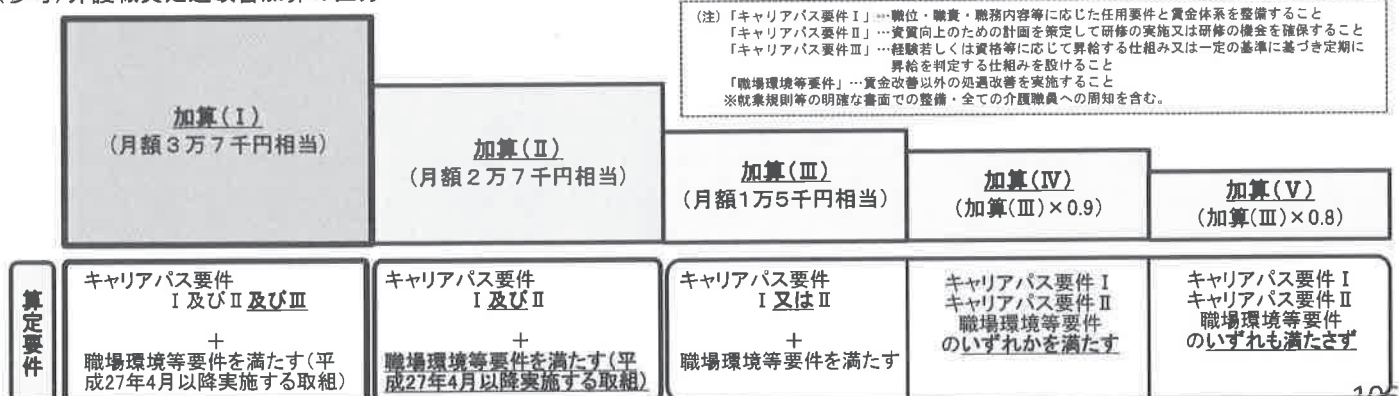 (注)「キャリアパス要件Ⅰ」…職位・職責・職務内容等に応じた任用要件と賃金体系を整備すること
「キャリアパス要件Ⅱ」…資質向上のための計画を策定して研修の実施又は研修の機会を確保すること
「キャリアパス要件Ⅲ」…経験若しくは資格等に応じて昇給する仕組み又は一定の基準に基づき定期に
昇給を判定する仕組みを設けること
「職場環境等要件」…賃金改善以外の処遇改善を実施すること
※就業規則等の明確な書面での整備・全ての介護職員への周知を含む。
加算(Ⅰ)
(月額3万7千円相当)
加算(Ⅱ)
(月額2万7千円相当)
加算(Ⅲ)
(月額1万5千円相当)
加算(Ⅳ)
(加算(Ⅲ)×0.9)
加算(Ⅴ)
(加算(Ⅲ)×0.8)
算定要件
キャリアパス要件
Ⅰ及びⅡ及びⅢ
+
職場環境等要件を満たす(平
成27年4月以降実施する取組)
キャリアパス要件
Ⅰ及びⅡ
+
職場環境等要件を満たす(平
成27年4月以降実施する取組)
キャリアパス要件
Ⅰ又はⅡ
+
職場環境等要件を満たす
キャリアパス要件Ⅰ
キャリアパス要件Ⅱ
職場環境等要件
のいずれかを満たす
キャリアパス要件Ⅰ
キャリアパス要件Ⅱ
職場環境等要件
のいずれも満たさず